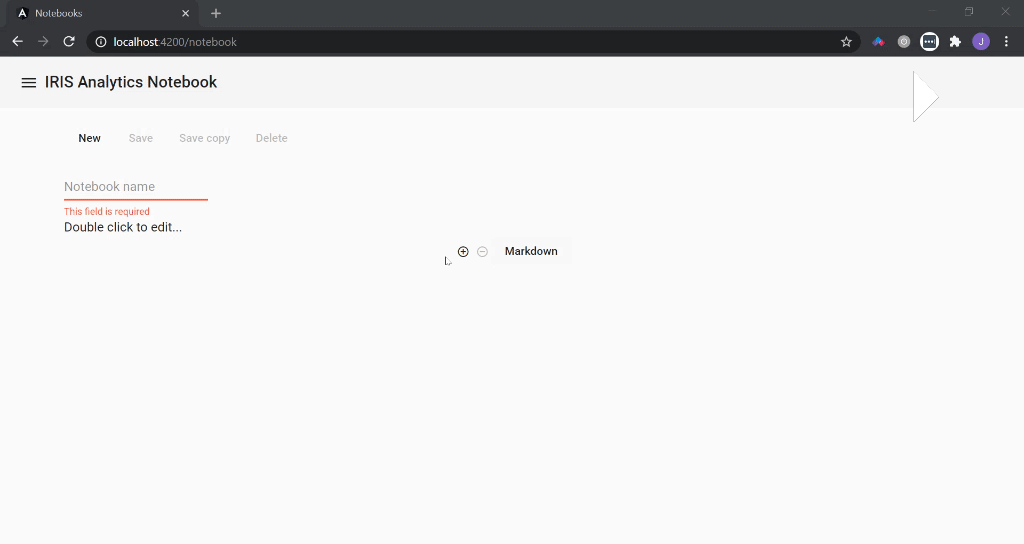 Notebooks
localhost:4200/notebook
J
IRIS Analytics Notebook
New Save Save copy Delete
Notebook name
This field is required
Double click to edit...
Markdown